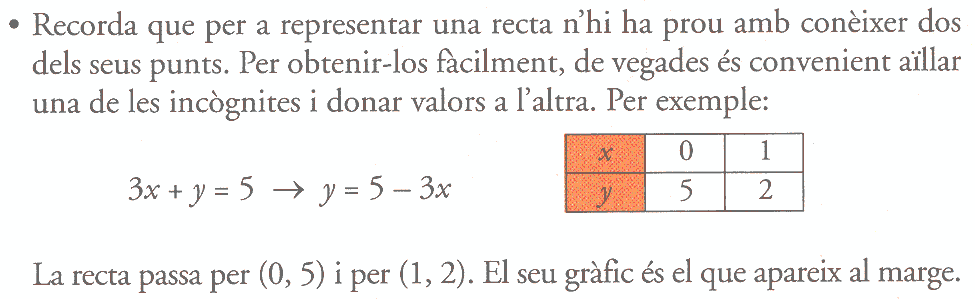 • Recorda que per a representar una recta n’hi ha prou amb conèixer dos
dels seus punts. Per obtenir-los fàcilment, de vegades és convenient aïllar
una de les incògnites i donar valors a l’altra. Per exemple:
3x + y = 5 → y = 5 – 3x
x 0 1
y 5 2
La recta passa per (0, 5) i per (1, 2). El seu gràfic és el que apareix al marge.